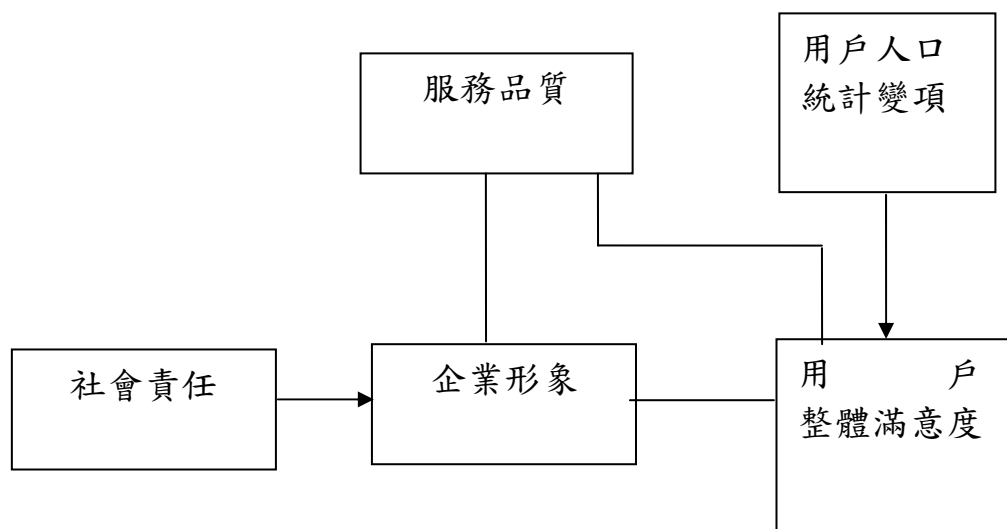 服務品質
用戶人口
統計變項
社會責任
企業形象
用 戶
整體滿意度